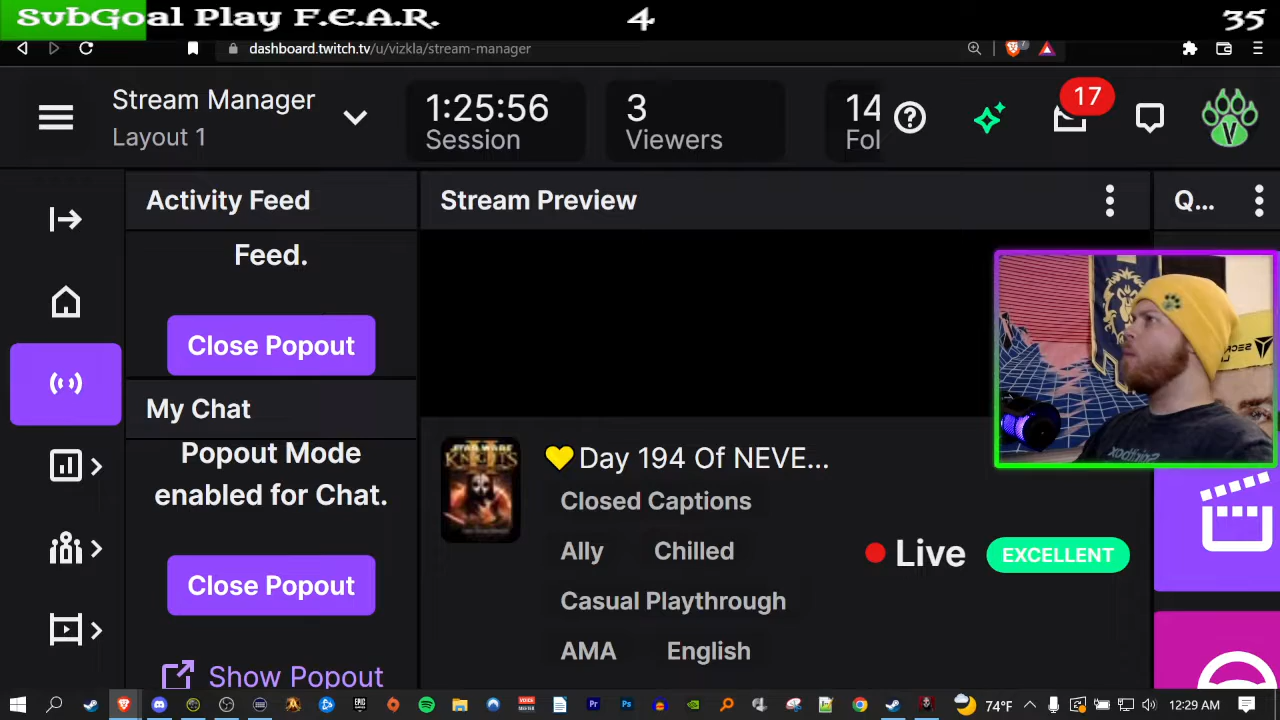 SubGoal Play F.E.A.R. 4 35
dashboard.twitch.tv/u/vizkla/stream-manager
Stream Manager
Layout 1
1:25:56
Session
3
Viewers
14
Fol
17
V
Activity Feed
Stream Preview
Q...
Feed.
Close Popout
My Chat
Popout Mode
enabled for Chat.
Close Popout
Show Popout
Day 194 Of NEVE...
Closed Captions
Ally Chilled
Casual Playthrough
AMA English
Live
EXCELLENT
74°F
12:29 AM